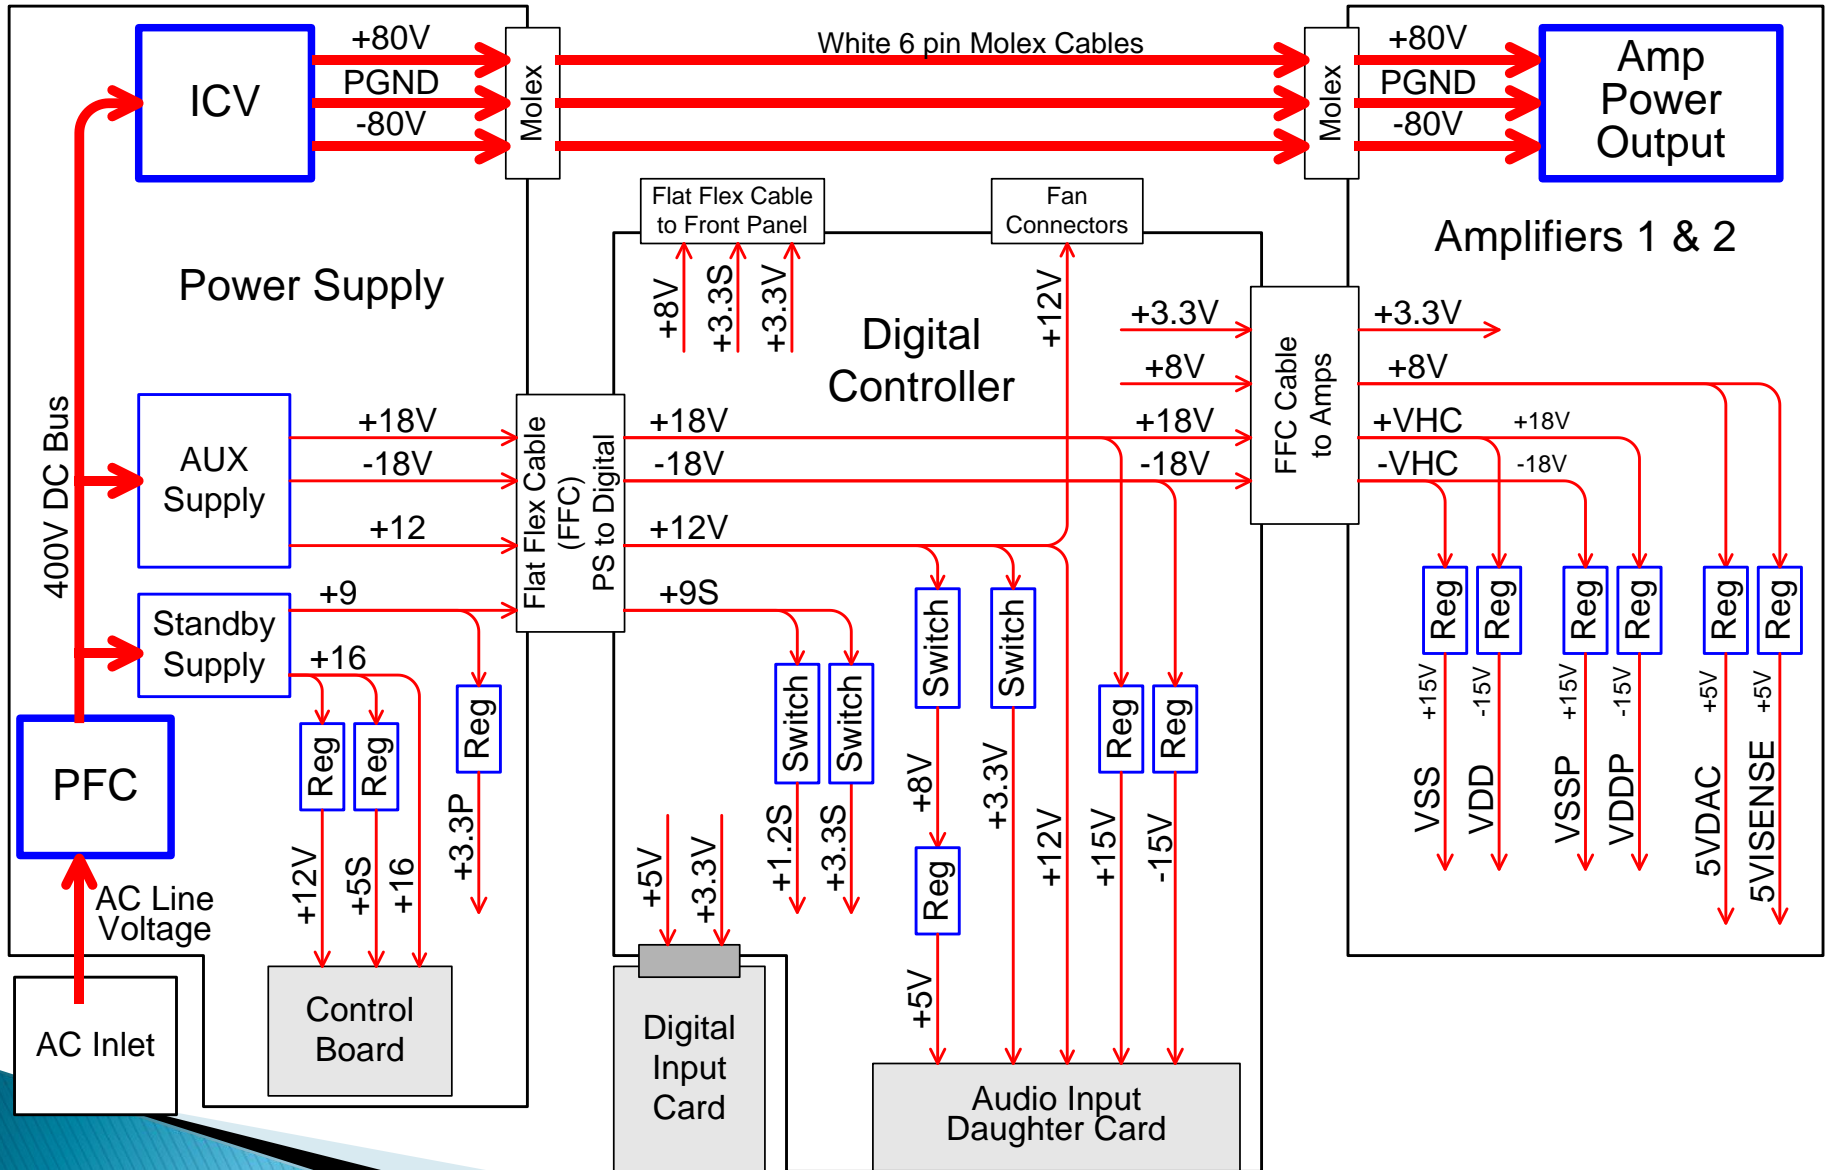 ICV
+80V
PGND
-80V
Molex
White 6 pin Molex Cables
Molex
+80V
PGND
-80V
Amp
Power
Output
Power Supply
400V DC Bus
AUX
Supply
+18V
-18V
+12
Standby
Supply
+9
+16
Reg
Reg
Reg
+12V
+5S
+16
+3.3P
PFC
AC Line
Voltage
AC Inlet
Control
Board
Flat Flex Cable
(FFC)
PS to Digital
Flat Flex Cable
to Front Panel
+8V
+3.3S
+3.3V
Fan
Connectors
+12V
Digital
Controller
+18V
-18V
+12V
+9S
Switch
Switch
+1.2S
+3.3S
Switch
Switch
+8V
Reg
+5V
+3.3V
+12V
Reg
Reg
+15V
-15V
+5V
+3.3V
Digital
Input
Card
Audio Input
Daughter Card
+3.3V
+8V
+18V
-18V
FFC Cable
to Amps
Amplifiers 1 & 2
+3.3V
+8V
+VHC
+18V
-VHC
-18V
Reg
Reg
Reg
Reg
Reg
Reg
+15V
-15V
+15V
-15V
+5V
+5V
VSS
VDD
VSSP
VDDP
5VDAC
5VISENSE